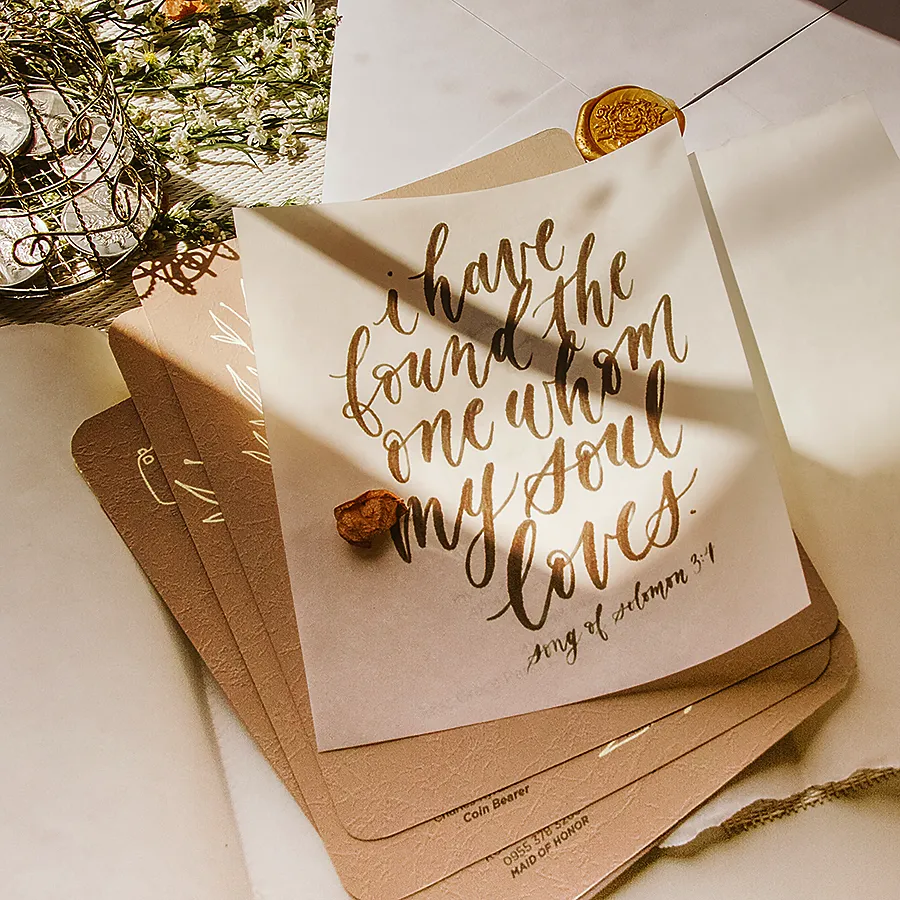 i have
found the
one whom
my soul
loves.
song of solomon 3:4
Coin Bearer
0955 378
MAID OF HONOR